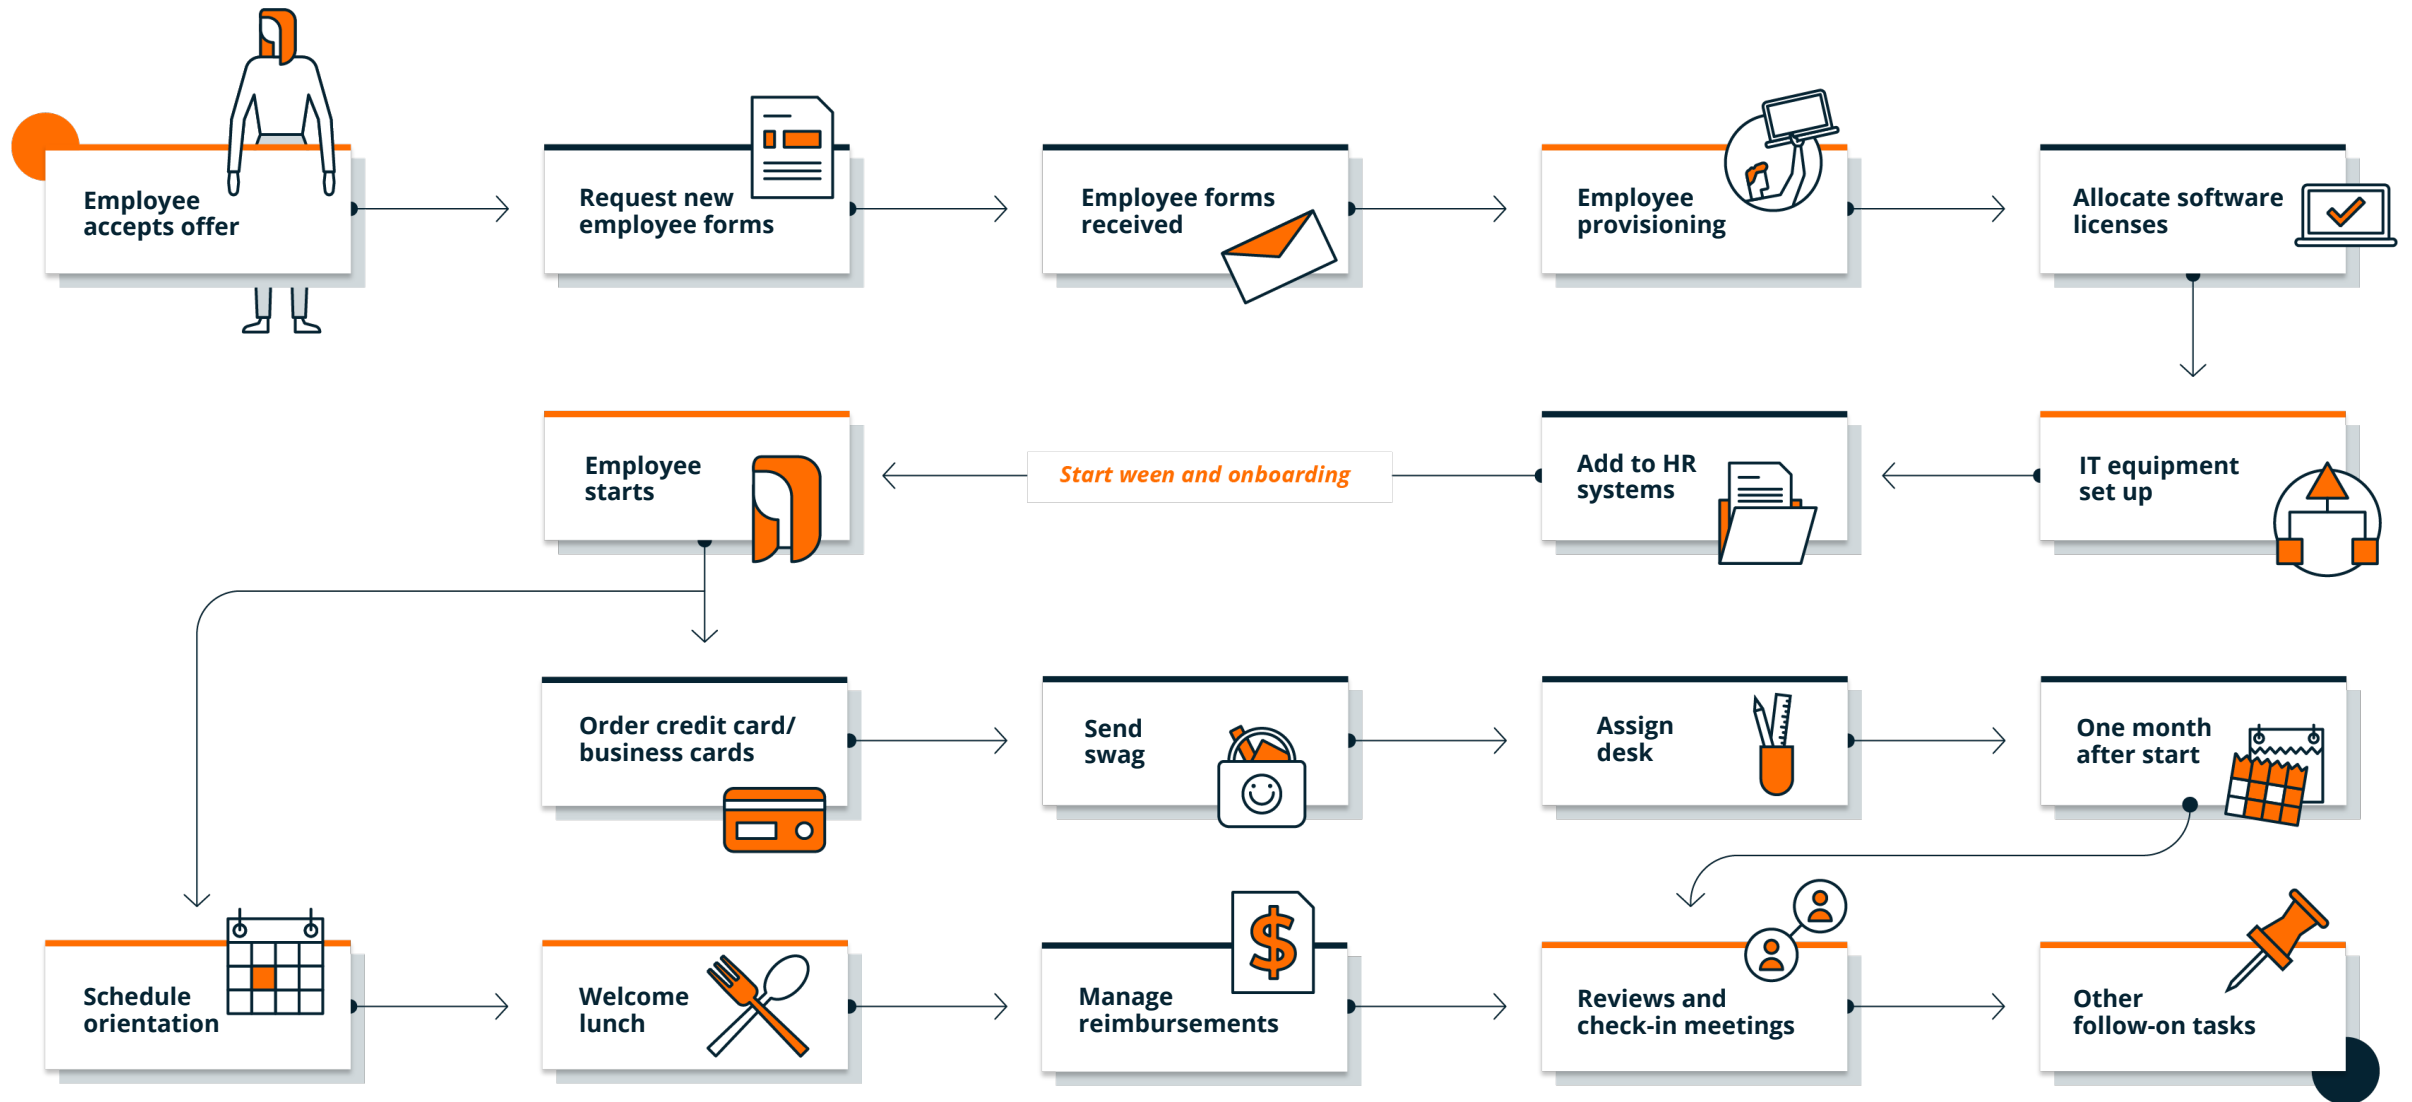 Employee
accepts offer
Request new
employee forms
Employee forms
received
Employee
provisioning
Allocate software
licenses
Employee
starts
Start ween and onboarding
Add to HR
systems
IT equipment
set up
Order credit card/
business cards
Send
swag
Assign
desk
One month
after start
Schedule
orientation
Welcome
lunch
$
Manage
reimbursements
Reviews and
check-in meetings
Other
follow-on tasks